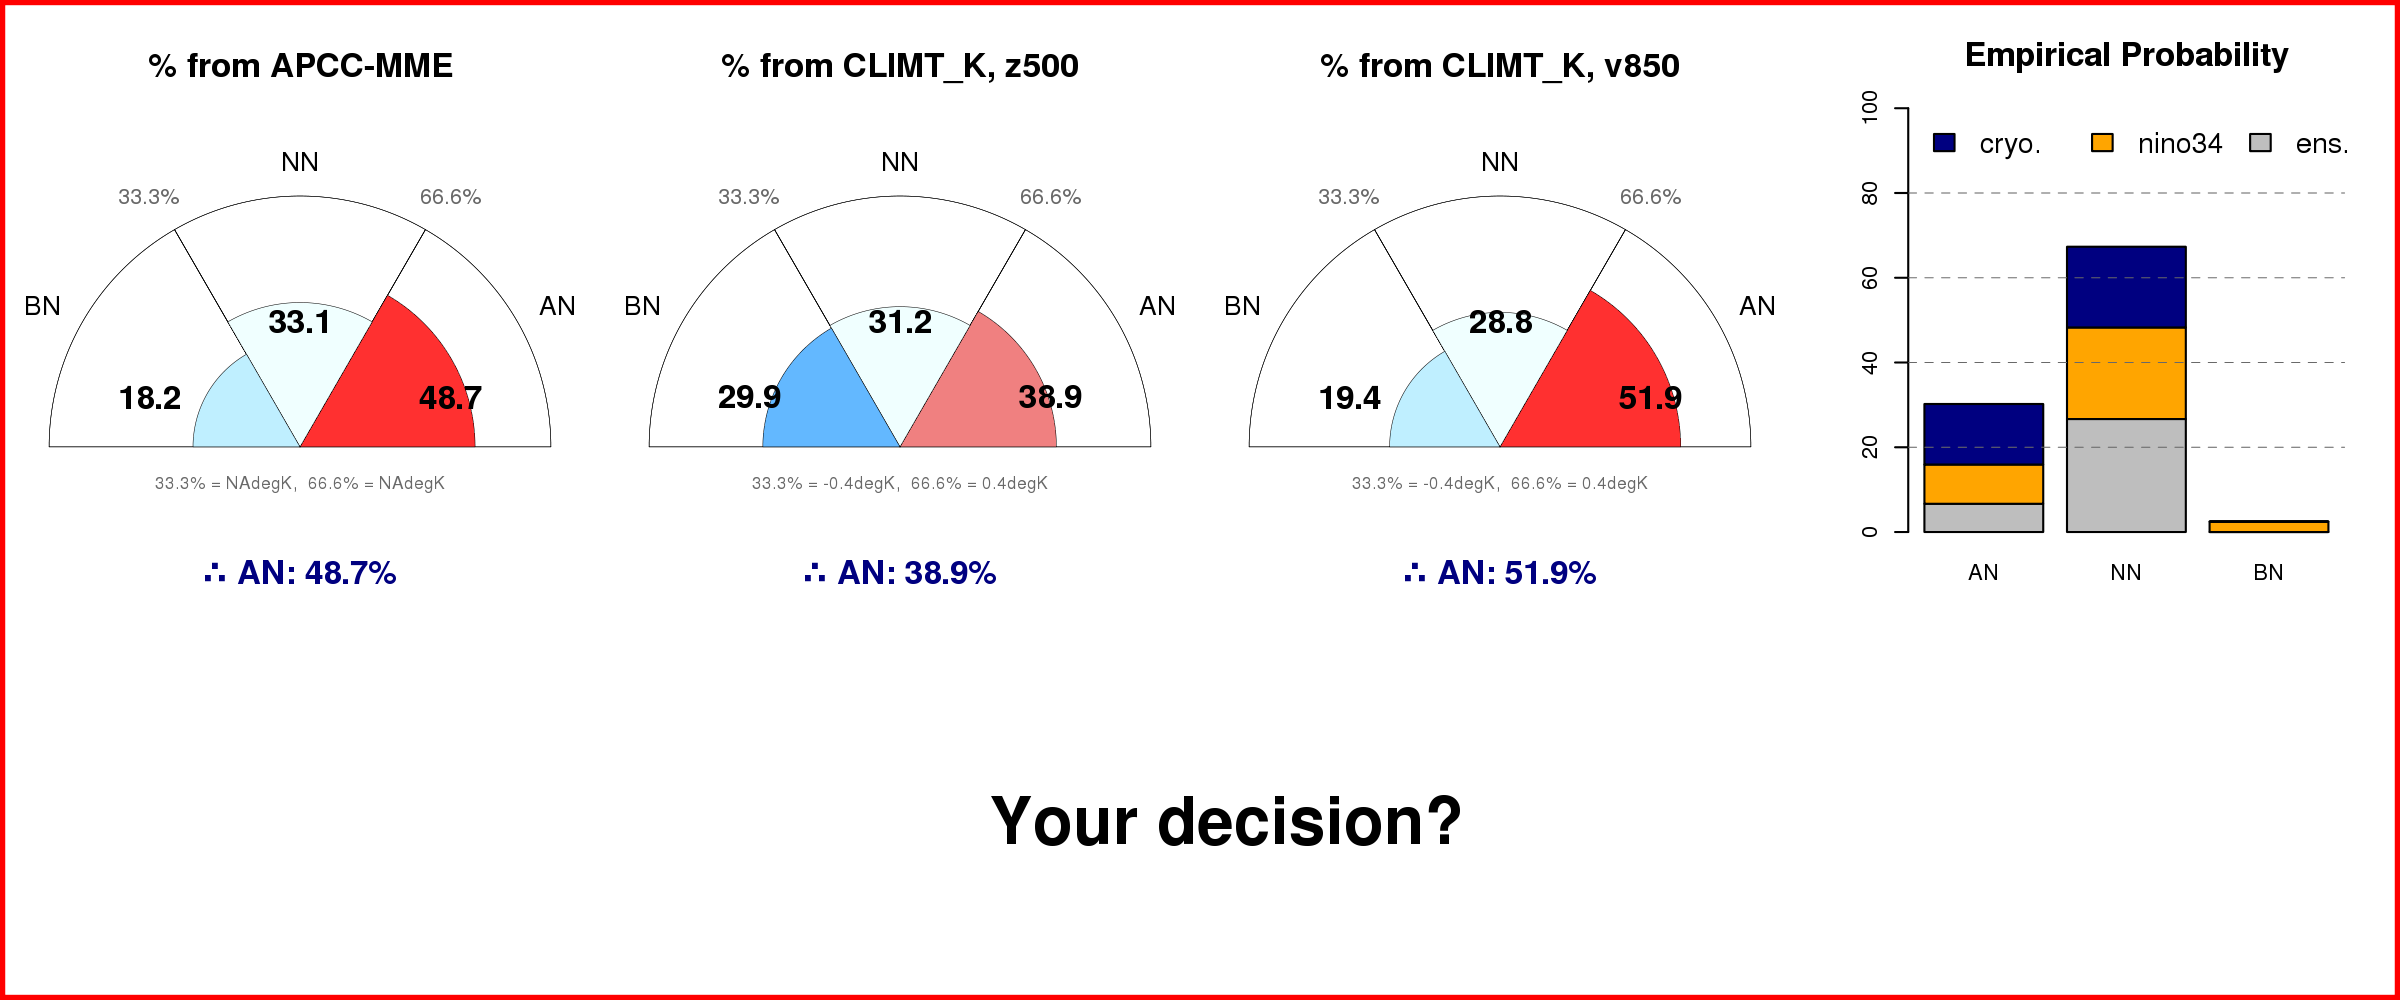 % from APCC-MME
NN
33.3%
66.6%
BN
AN
33.1
18.2
48.7
33.3% = NAdegK, 66.6% = NAdegK
∴ AN: 48.7%
% from CLIMT_K, z500
NN
33.3%
66.6%
BN
AN
31.2
29.9
38.9
33.3% = -0.4degK, 66.6% = 0.4degK
∴ AN: 38.9%
% from CLIMT_K, v850
NN
33.3%
66.6%
BN
AN
28.8
19.4
51.9
33.3% = -0.4degK, 66.6% = 0.4degK
∴ AN: 51.9%
Empirical Probability
cryo. nino34 ens.
100
80
60
40
20
0
AN NN BN
Your decision?